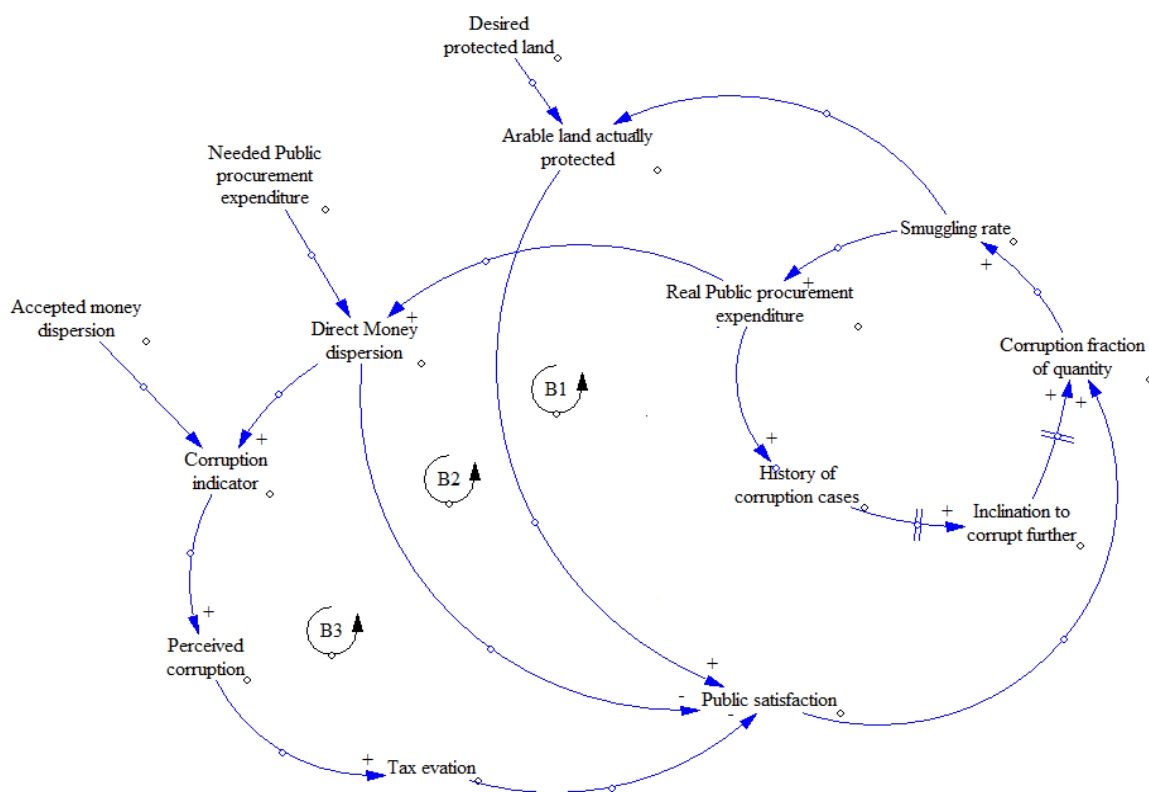 Desired
protected land
Arable land actually
protected
Needed Public
procurement
expenditure
Smuggling rate
+
+
Real Public procurement
expenditure
Accepted money
dispersion
+
Direct Money
dispersion
Corruption fraction
of quantity
B1
+
+
+
Corruption
indicator
+
History of
corruption cases
B2
+
Inclination to
corrupt further
+
B3
Perceived
corruption
+
-
-
Public satisfaction
+
Tax evation